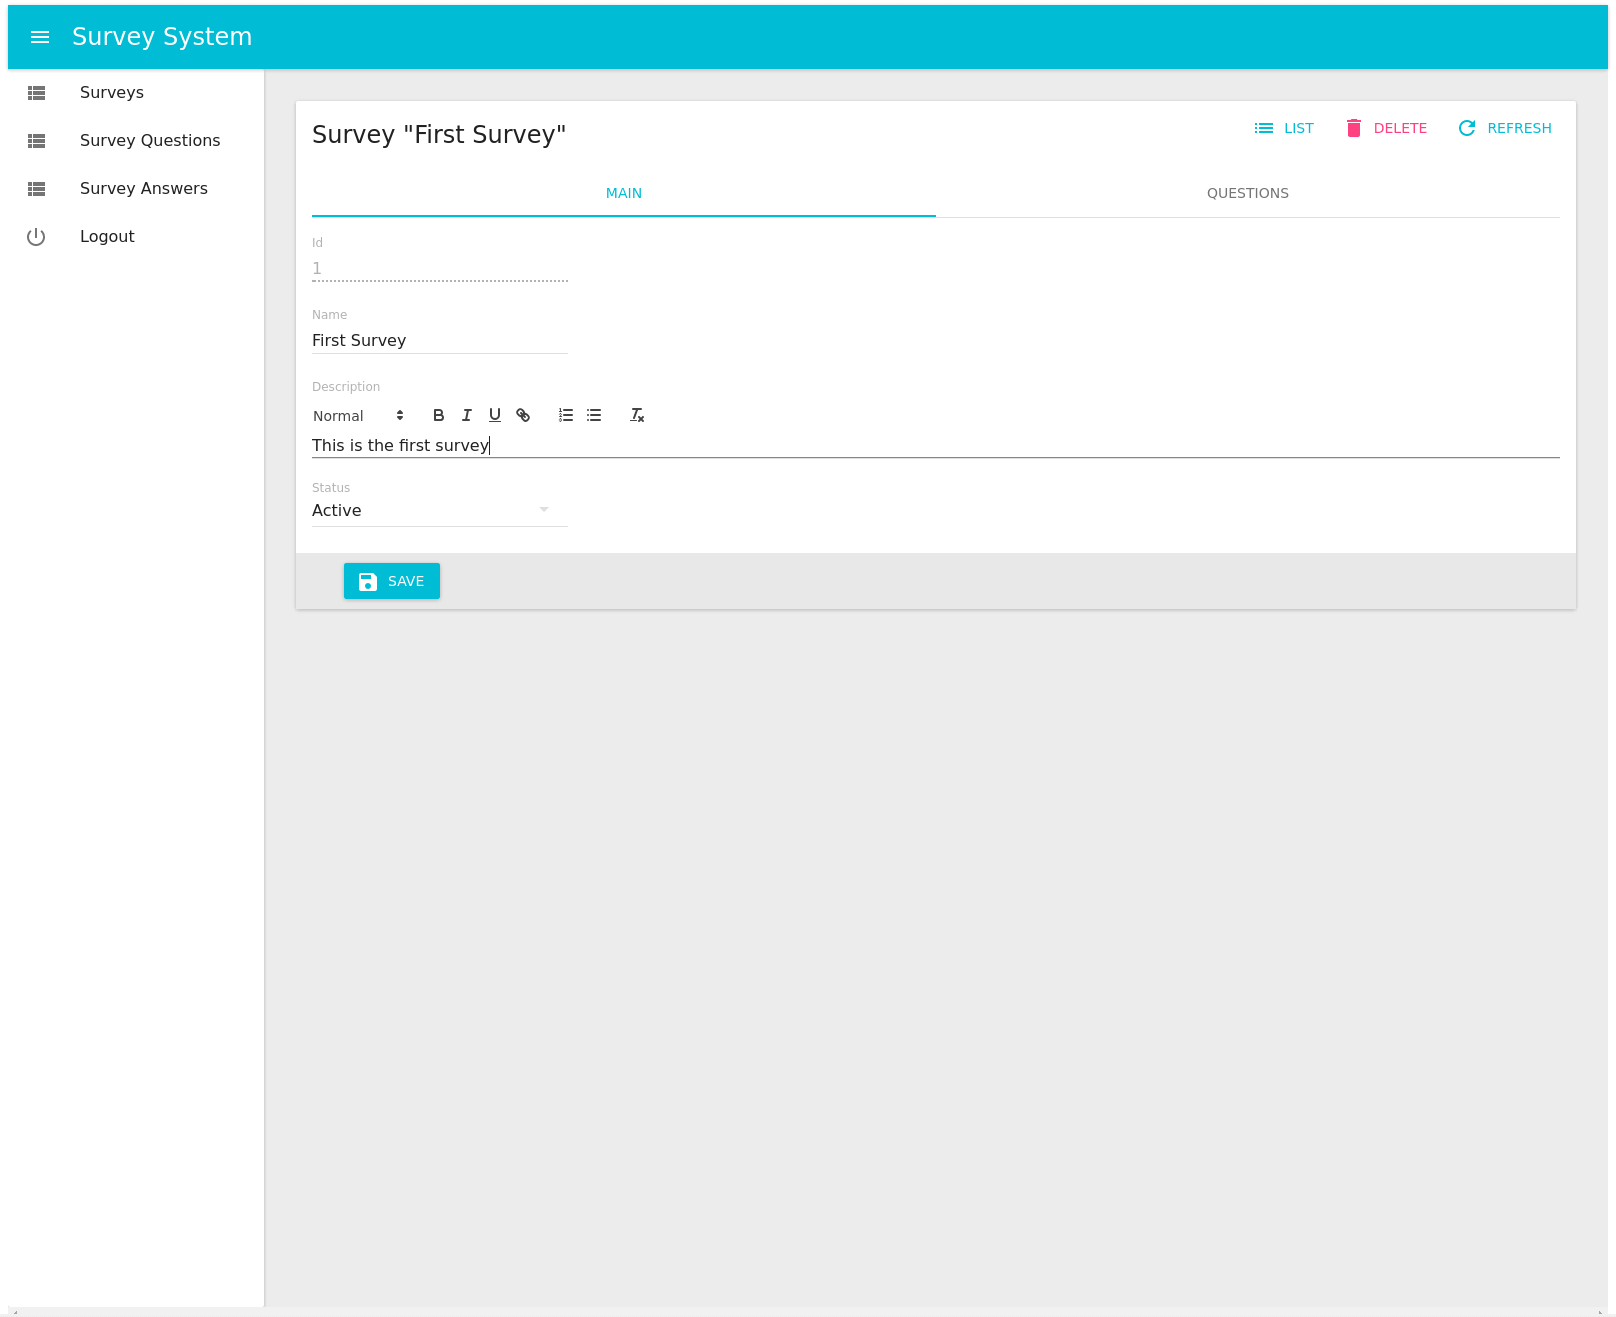 Survey System
Surveys
Survey Questions
Survey Answers
Logout
Survey "First Survey"
LIST DELETE REFRESH
MAIN QUESTIONS
Id
1
Name
First Survey
Description
Normal
This is the first survey
Status
Active
SAVE